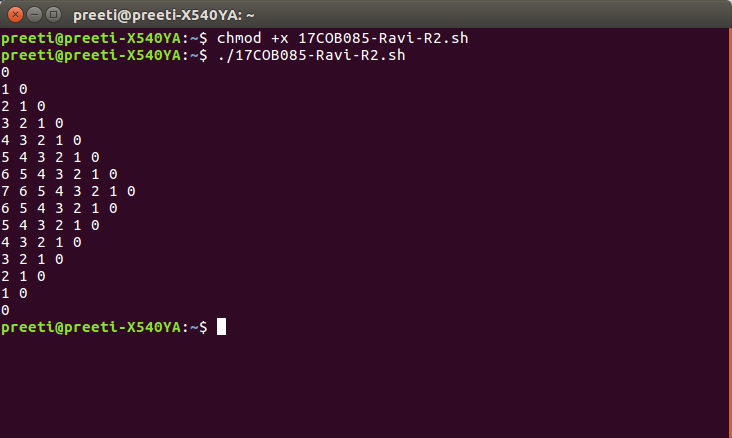 preeti@preeti-X540YA: ~
preeti@preeti-X540YA:~$ chmod +x 17COB085-Ravi-R2.sh
preeti@preeti-X540YA:~$ ./17COB085-Ravi-R2.sh
0
1 0
2 1 0
3 2 1 0
4 3 2 1 0
5 4 3 2 1 0
6 5 4 3 2 1 0
7 6 5 4 3 2 1 0
6 5 4 3 2 1 0
5 4 3 2 1 0
4 3 2 1 0
3 2 1 0
2 1 0
1 0
0
preeti@preeti-X540YA:~$